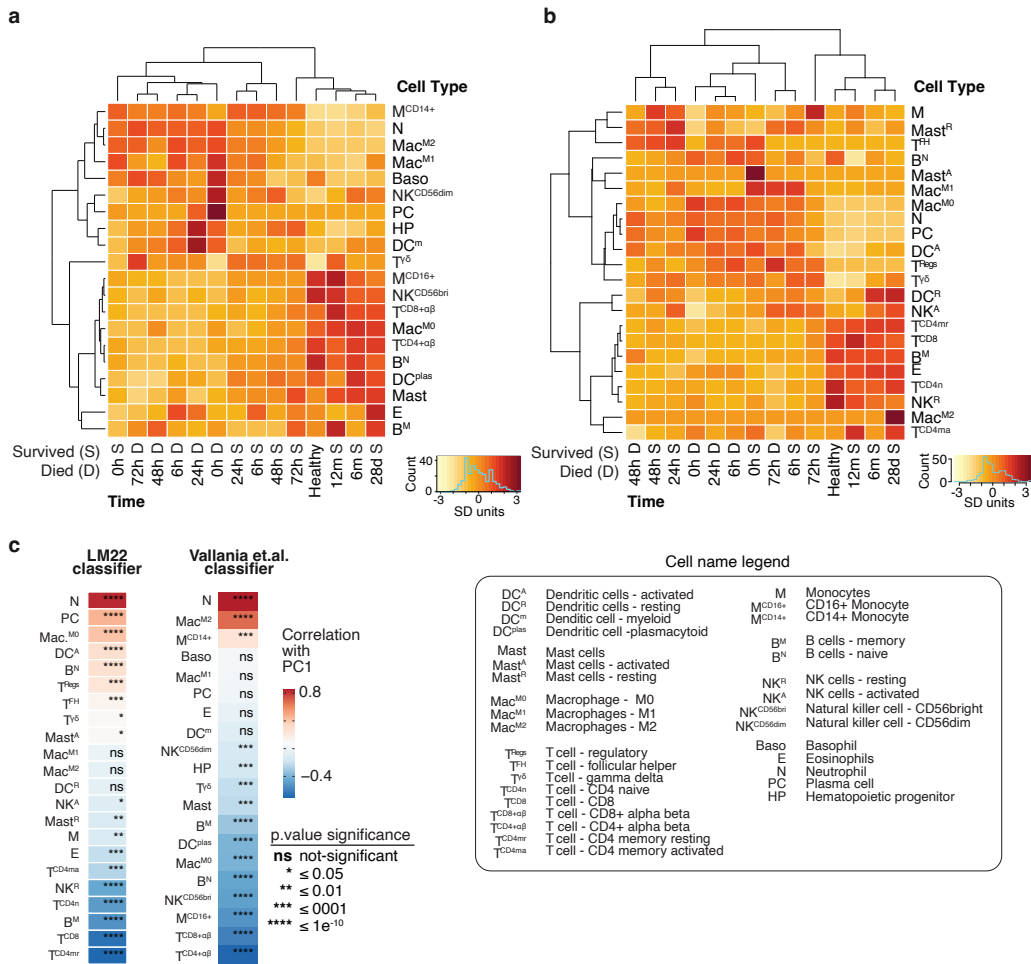 a
Cell Type
M^CD14+
N
Mac^M2
Mac^M1
Baso
NK^CD56dim
PC
HP
DC^m
T^γδ
M^CD16+
NK^CD56bri
T^CD8+αβ
Mac^M0
T^CD4+αβ
B^N
DC^plas
Mast
E
B^M
Survived (S)
Died (D)
0h S
72h D
48h D
6h D
24h D
0h D
24h S
6h S
48h S
72h S
Healthy
12m S
6m S
28d S
Time
Count
40
0
-3 0 3
SD units
b
Cell Type
M
Mast^R
T^FH
B^N
Mast^A
Mac^M1
Mac^M0
N
PC
DC^A
T^Regs
T^γδ
DC^R
NK^A
T^CD4mr
T^CD8
B^M
E
T^CD4n
NK^R
Mac^M2
T^CD4ma
Survived (S)
Died (D)
48h D
48h S
24h S
0h D
24h D
6h D
0h S
72h D
6h S
72h S
Healthy
12m S
6m S
28d S
Time
Count
50
0
-3 0 3
SD units
c
LM22
classifier
N ****
PC ****
Mac.^M0 ****
DC^A ****
B^N ****
T^Regs ***
T^FH ***
T^γδ *
Mast^A *
Mac^M1 ns
Mac^M2 ns
DC^R ns
NK^A *
Mast^R **
M **
E ***
T^CD4ma ***
NK^R ****
T^CD4n ****
B^M ****
T^CD8 ****
T^CD4mr ****
Vallania et.al.
classifier
N ****
Mac^M2 ****
M^CD14+ ***
Baso ns
Mac^M1 ns
PC ns
E ns
DC^m ns
NK^CD56dim ***
HP ***
T^γδ ***
Mast ***
B^M ****
DC^plas ****
Mac^M0 ****
B^N ****
NK^CD56bri ****
M^CD16+ ****
T^CD8+αβ ****
T^CD4+αβ ****
Correlation
with
PC1
0.8
−0.4
p.value significance
ns not-significant
* ≤ 0.05
** ≤ 0.01
*** ≤ 0001
**** ≤ 1e^-10
Cell name legend
DC^A Dendritic cells - activated
DC^R Dendritic cells - resting
DC^m Denditic cell - myeloid
DC^plas Dendritic cell -plasmacytoid
Mast Mast cells
Mast^A Mast cells - activated
Mast^R Mast cells - resting
Mac^M0 Macrophage - M0
Mac^M1 Macrophages - M1
Mac^M2 Macrophages - M2
T^Regs T cell - regulatory
T^FH T cell - follicular helper
T^γδ T cell - gamma delta
T^CD4n T cell - CD4 naive
T^CD8 T cell - CD8
T^CD8+αβ T cell - CD8+ alpha beta
T^CD4+αβ T cell - CD4+ alpha beta
T^CD4mr T cell - CD4 memory resting
T^CD4ma T cell - CD4 memory activated
M Monocytes
M^CD16+ CD16+ Monocyte
M^CD14+ CD14+ Monocyte
B^M B cells - memory
B^N B cells - naive
NK^R NK cells - resting
NK^A NK cells - activated
NK^CD56bri Natural killer cell - CD56bright
NK^CD56dim Natural killer cell - CD56dim
Baso Basophil
E Eosinophils
N Neutrophil
PC Plasma cell
HP Hematopoietic progenitor